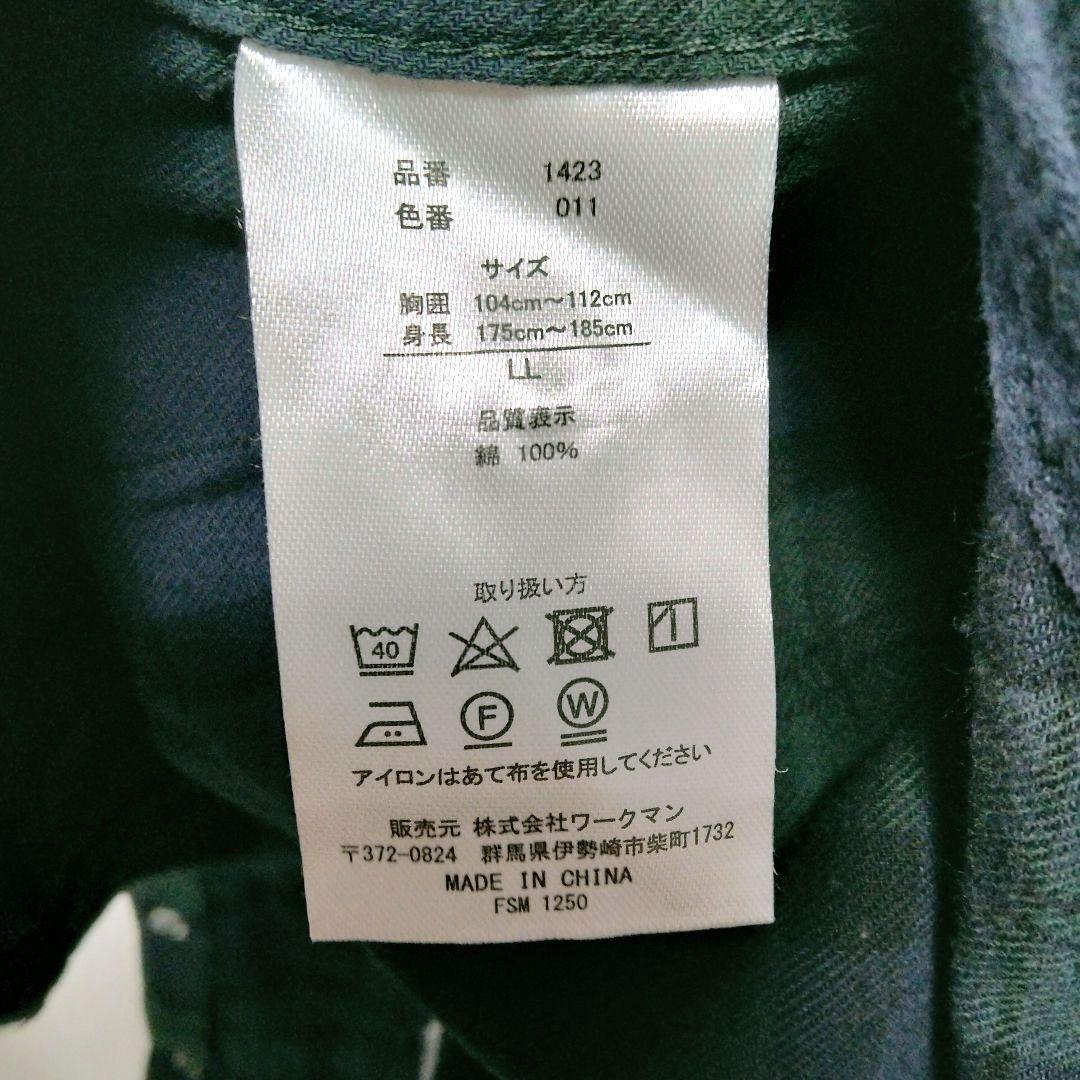 品番 1423
色番 011
サイズ
胸囲 104cm～112cm
身長 175cm～185cm
LL
品質表示
綿 100%
取り扱い方
40
F W
アイロンはあて布を使用してください
販売元 株式会社ワークマン
〒372-0824 群馬県伊勢崎市柴町1732
MADE IN CHINA
FSM 1250